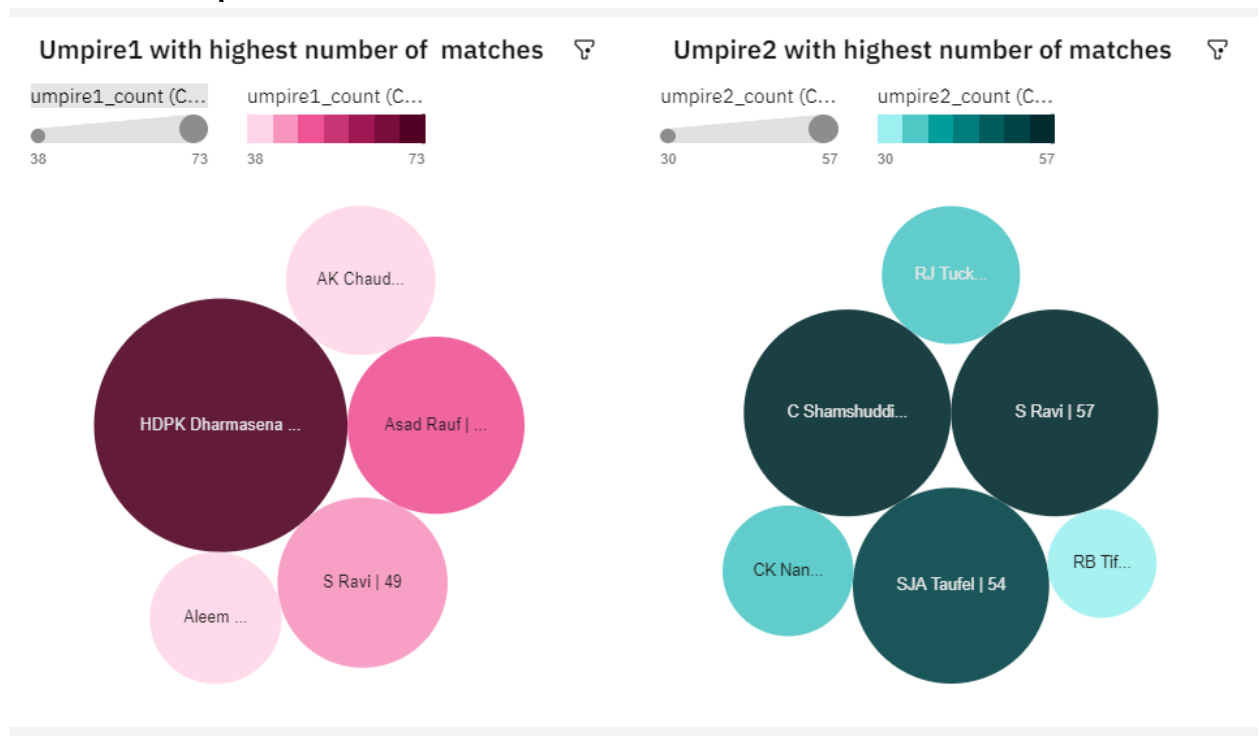 Umpire1 with highest number of matches
umpire1_count (C...
umpire1_count (C...
38
73
38
73
AK Chaud...
HDPK Dharmasena ...
Asad Rauf | ...
S Ravi | 49
Aleem ...
Umpire2 with highest number of matches
umpire2_count (C...
umpire2_count (C...
30
57
30
57
RJ Tuck...
C Shamshuddi...
S Ravi | 57
CK Nan...
SJA Taufel | 54
RB Tif...